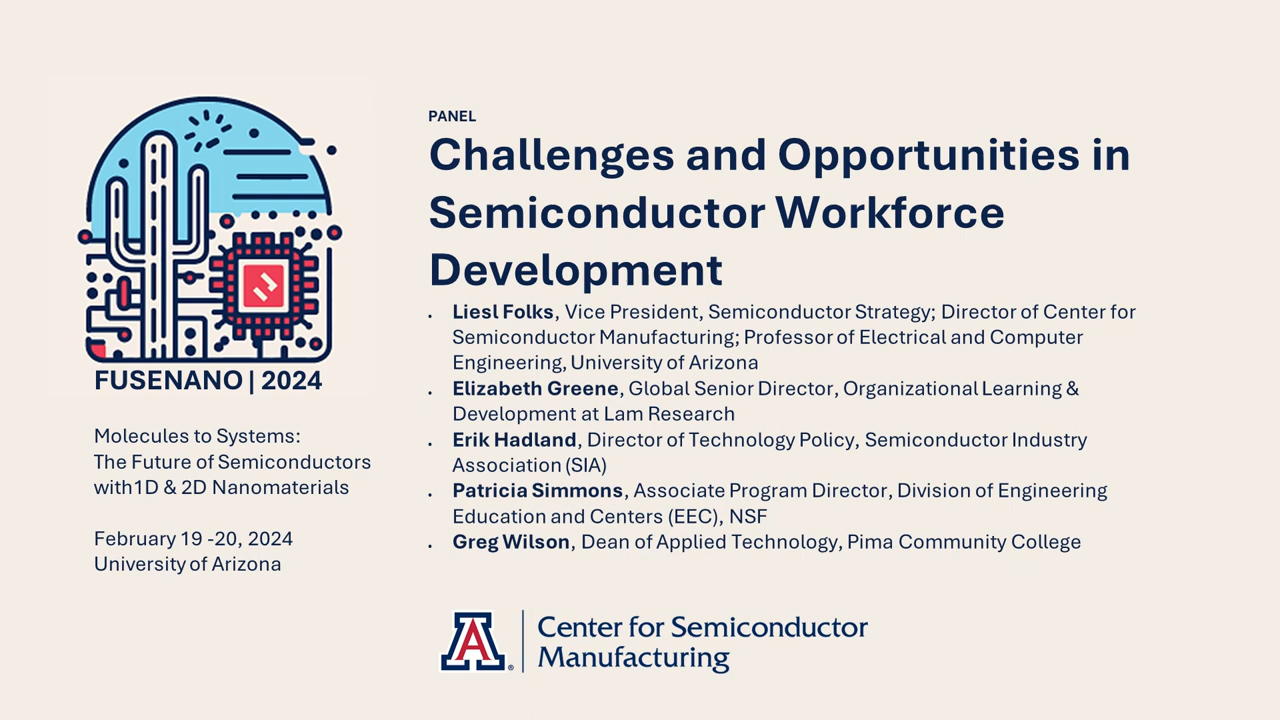 FUSENANO | 2024
Molecules to Systems:
The Future of Semiconductors
with1D & 2D Nanomaterials
February 19 -20, 2024
University of Arizona
PANEL
Challenges and Opportunities in
Semiconductor Workforce
Development
• Liesl Folks, Vice President, Semiconductor Strategy; Director of Center for
Semiconductor Manufacturing; Professor of Electrical and Computer
Engineering, University of Arizona
• Elizabeth Greene, Global Senior Director, Organizational Learning &
Development at Lam Research
• Erik Hadland, Director of Technology Policy, Semiconductor Industry
Association (SIA)
• Patricia Simmons, Associate Program Director, Division of Engineering
Education and Centers (EEC), NSF
• Greg Wilson, Dean of Applied Technology, Pima Community College
A® Center for Semiconductor
Manufacturing